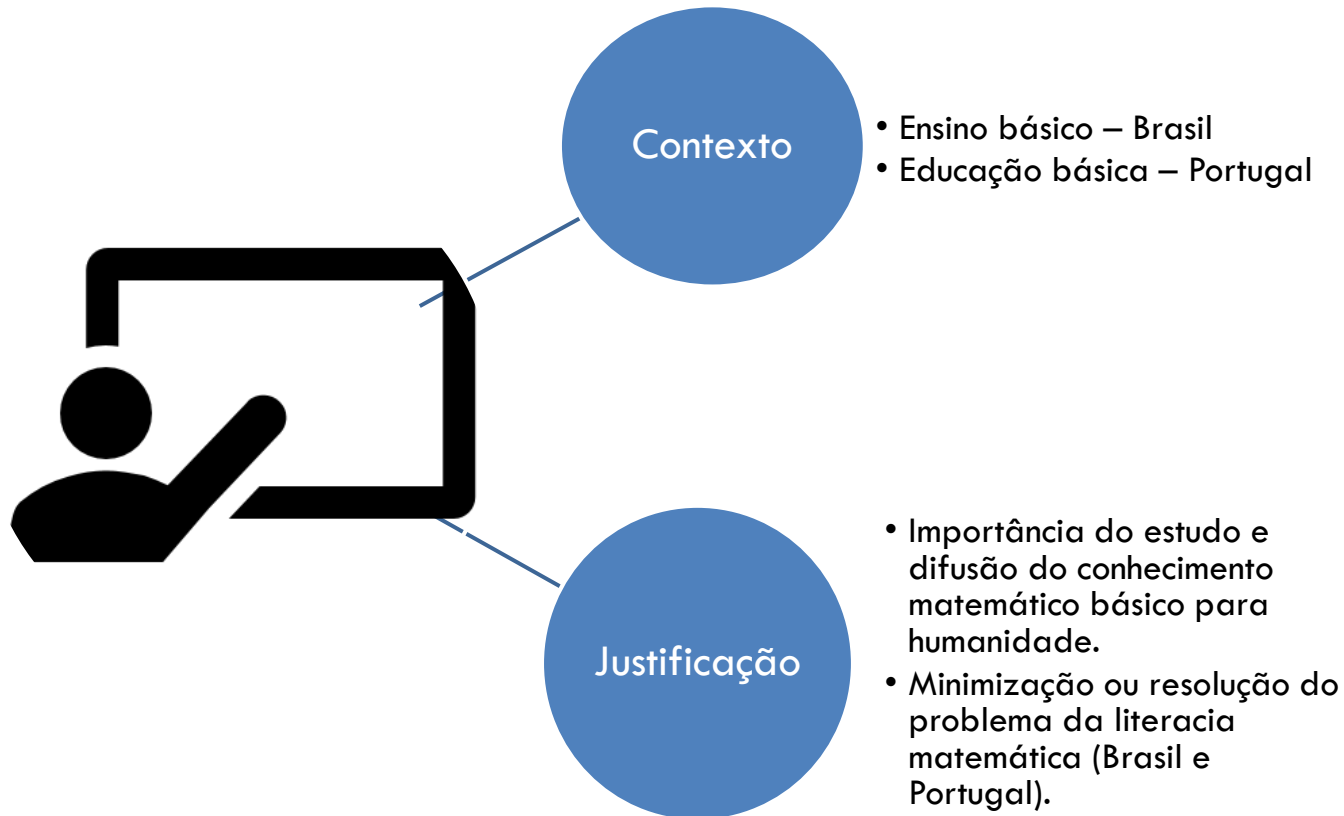 Contexto
• Ensino básico – Brasil
• Educação básica – Portugal
Justificação
• Importância do estudo e
difusão do conhecimento
matemático básico para
humanidade.
• Minimização ou resolução do
problema da literacia
matemática (Brasil e
Portugal).